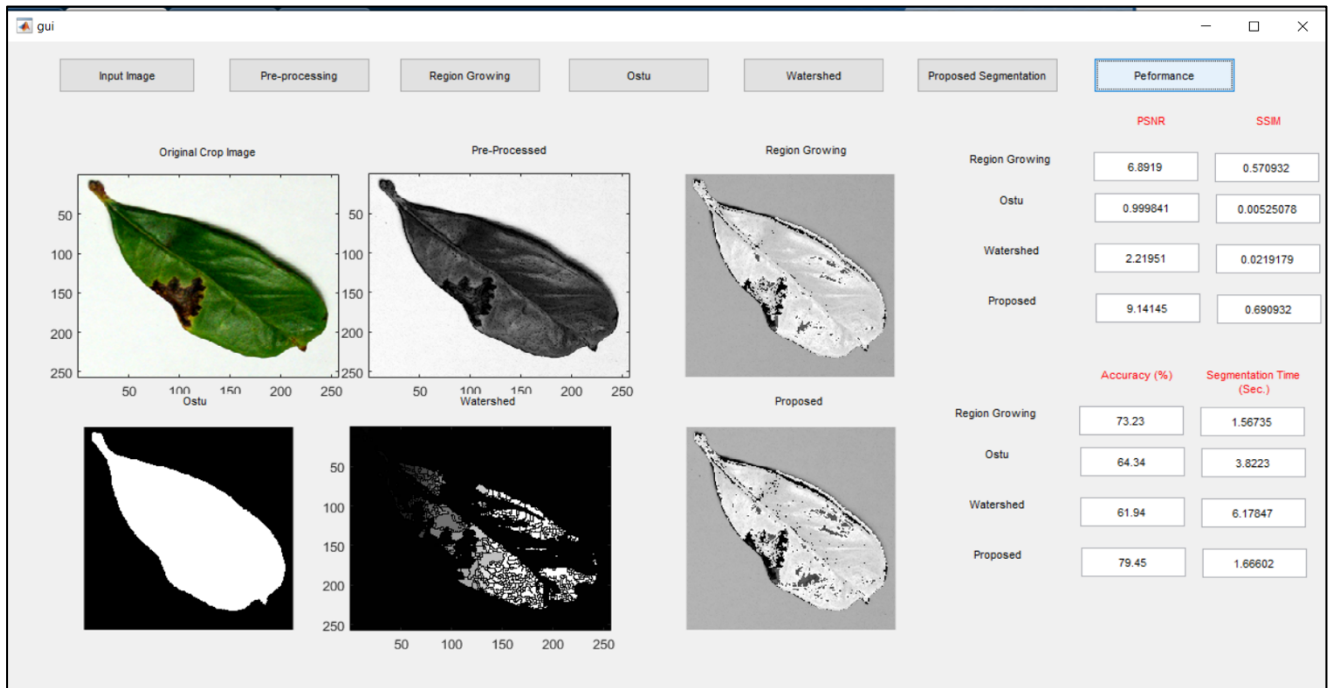 gui
Input Image
Pre-processing
Region Growing
Ostu
Watershed
Proposed Segmentation
Peformance
PSNR SSIM
Region Growing 6.8919 0.570932
Ostu 0.999841 0.00525078
Watershed 2.21951 0.0219179
Proposed 9.14145 0.690932
Accuracy (%) Segmentation Time
(Sec.)
Region Growing 73.23 1.56735
Ostu 64.34 3.8223
Watershed 61.94 6.17847
Proposed 79.45 1.66602
Original Crop Image
50
100
150
200
250
50 100 150 200 250
Pre-Processed
50
100
150
200
250
50 100 150 200 250
Region Growing
Ostu
Watershed
50
100
150
200
250
50 100 150 200 250
Proposed